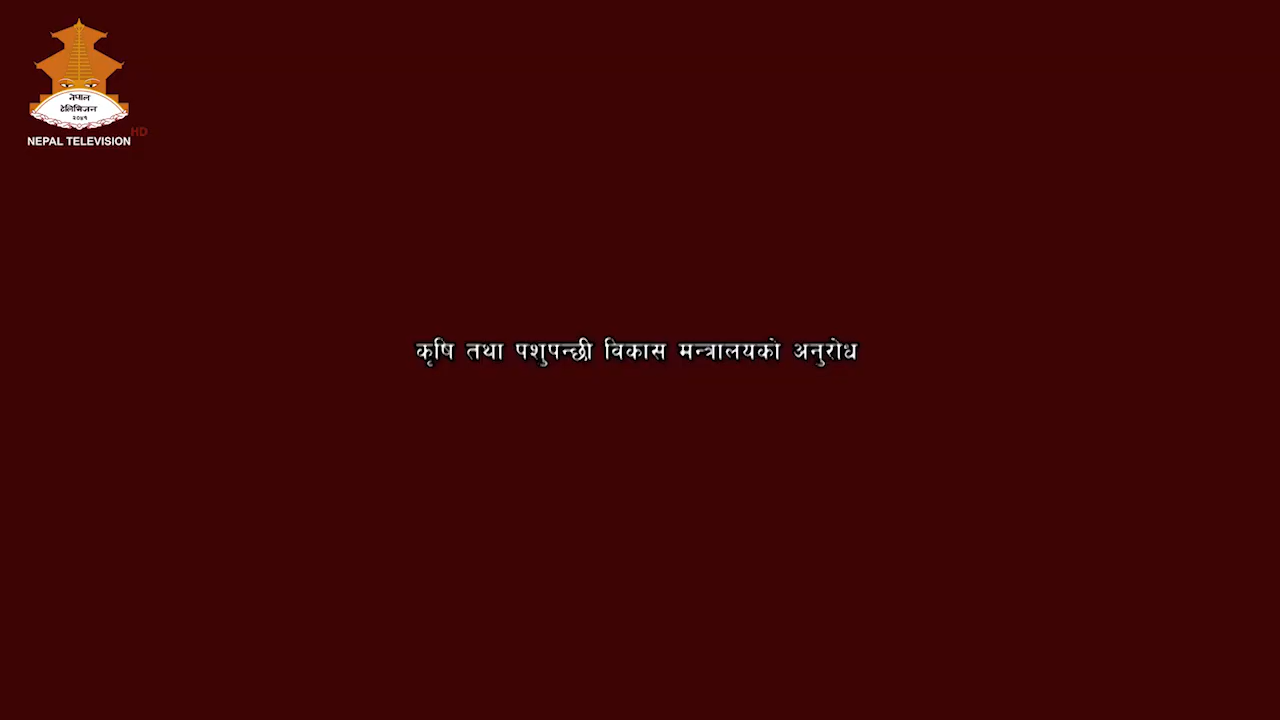 नेपाल
टेलिभिजन
२०४१
HD
NEPAL TELEVISION
कृषि तथा पशुपन्छी विकास मन्त्रालयको अनुरोध